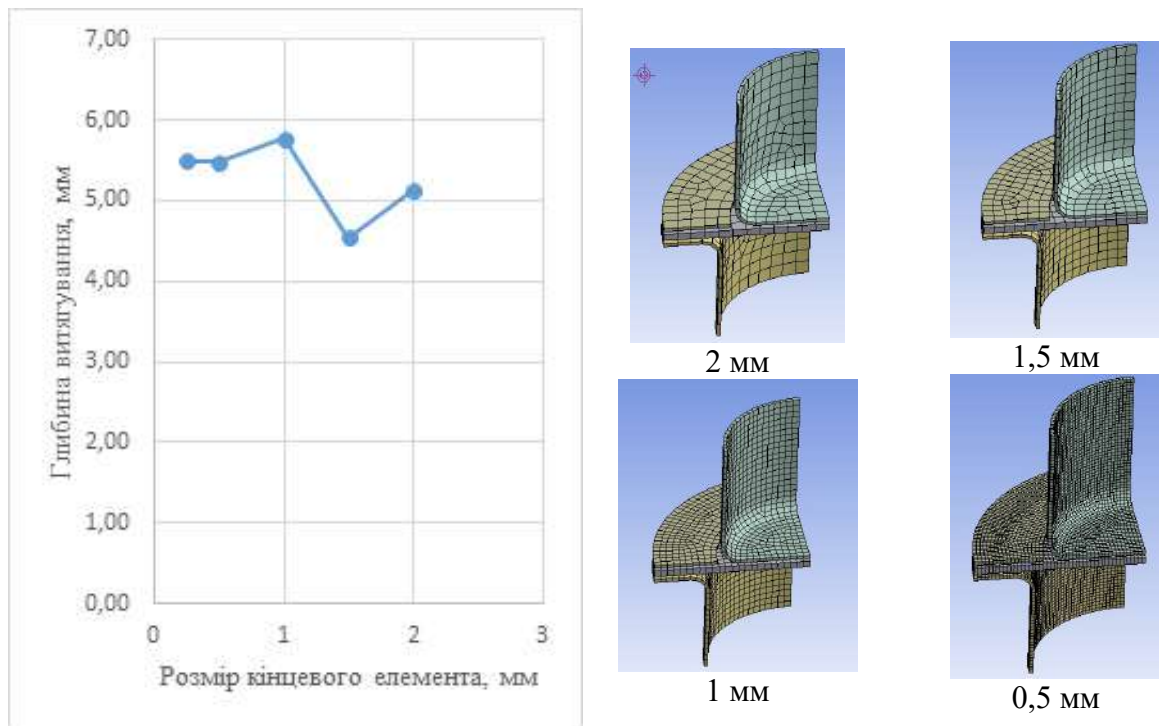 7,00
6,00
5,00
4,00
3,00
2,00
1,00
0,00
Глибина витягування, мм
0 1 2 3
Розмір кінцевого елемента, мм
2 мм
1,5 мм
1 мм
0,5 мм